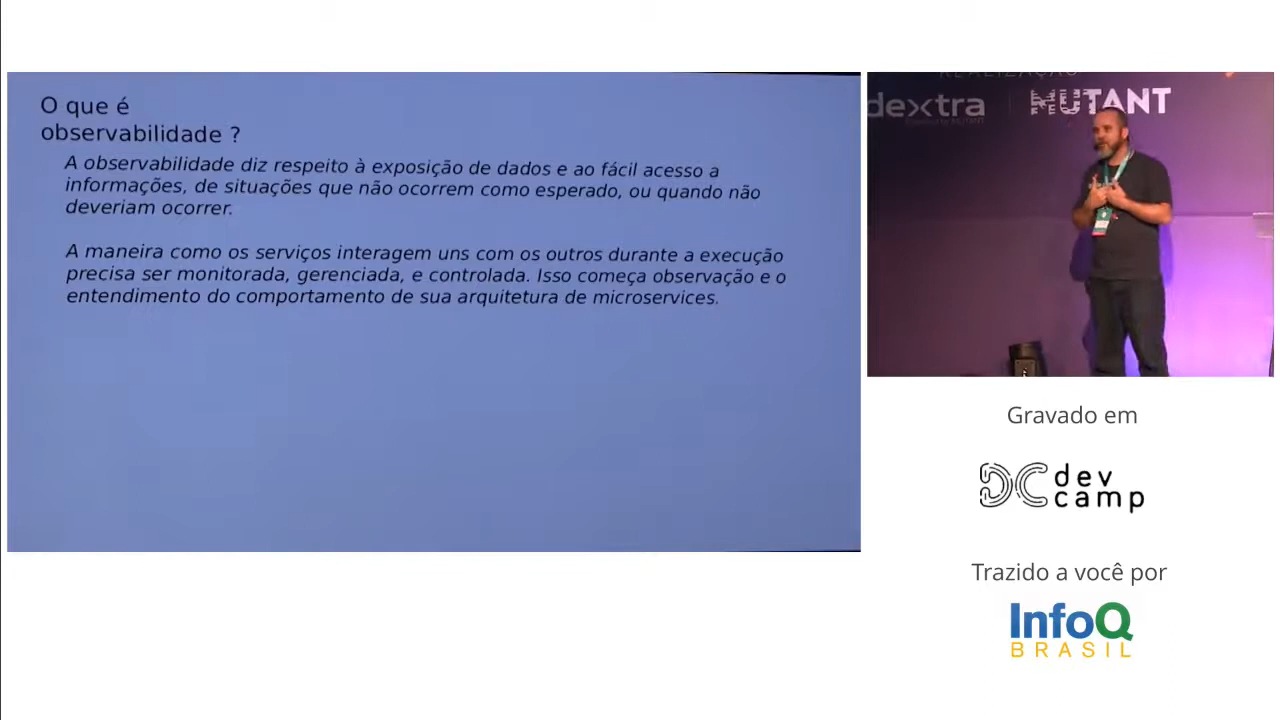 O que é
observabilidade ?
A observabilidade diz respeito à exposição de dados e ao fácil acesso a
informações, de situações que não ocorrem como esperado, ou quando não
deveriam ocorrer.
A maneira como os serviços interagem uns com os outros durante a execução
precisa ser monitorada, gerenciada, e controlada. Isso começa observação e o
entendimento do comportamento de sua arquitetura de microservices.
REALIZAÇÃO
dextra
MUTANT
Gravado em
DC dev
camp
Trazido a você por
InfoQ
BRASIL